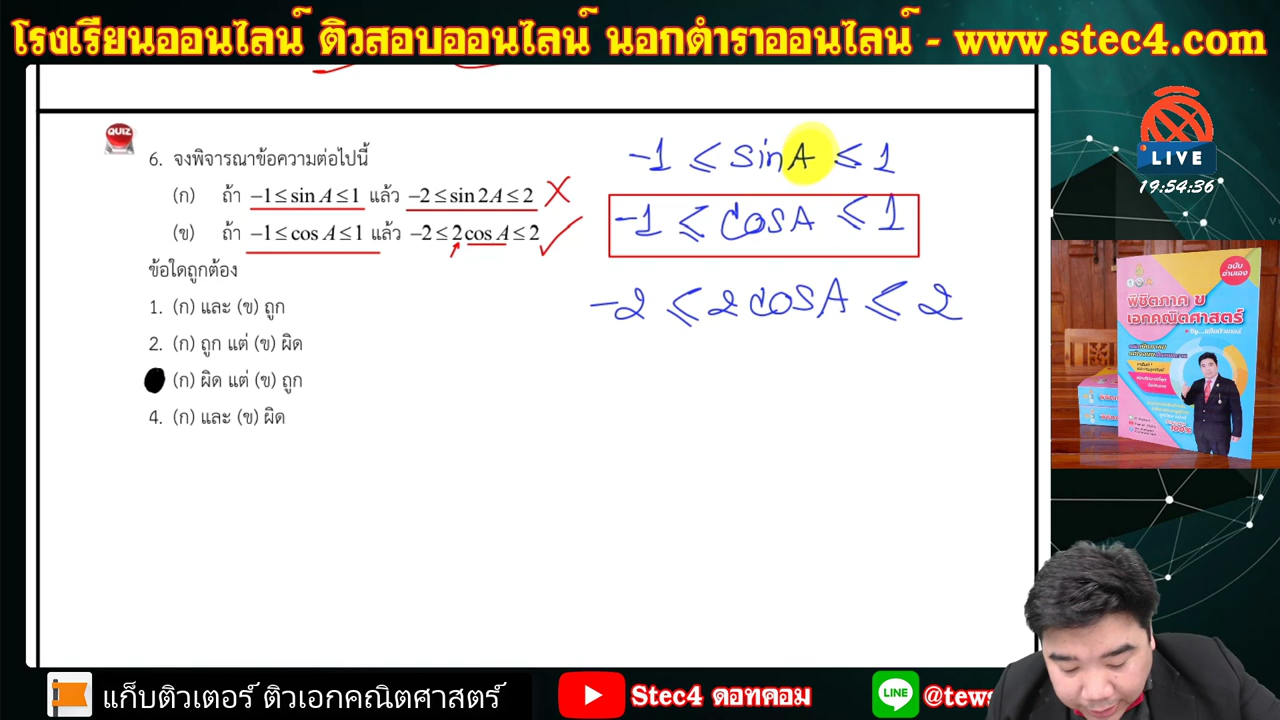 โรงเรียนออนไลน์ ติวสอบออนไลน์ นอกตำราออนไลน์ - www.stec4.com
QUIZ
6. จงพิจารณาข้อความต่อไปนี้
(ก) ถ้า −1 ≤ sin A ≤ 1 แล้ว −2 ≤ sin 2A ≤ 2
(ข) ถ้า −1 ≤ cos A ≤ 1 แล้ว −2 ≤ 2 cos A ≤ 2
ข้อใดถูกต้อง
1. (ก) และ (ข) ถูก
2. (ก) ถูก แต่ (ข) ผิด
(ก) ผิด แต่ (ข) ถูก
4. (ก) และ (ข) ผิด
-1 ≤ sin A ≤ 1
-1 ≤ cos A ≤ 1
-2 ≤ 2 cos A ≤ 2
LIVE
19:54:36
ฉบับ
อ่านเอง
พิชิตภาค ข
เอกคณิตศาสตร์
แก็บติวเตอร์ ติวเอกคณิตศาสตร์
Stec4 ดอทคอม
LINE
@tews